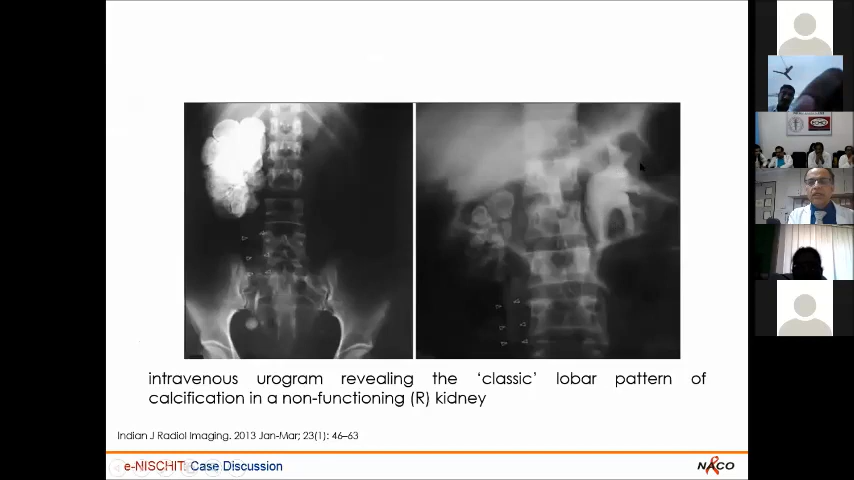 intravenous urogram revealing the ‘classic’ lobar pattern of
calcification in a non-functioning (R) kidney
Indian J Radiol Imaging. 2013 Jan-Mar; 23(1): 46–63
e-NISCHIT: Case Discussion
NACO